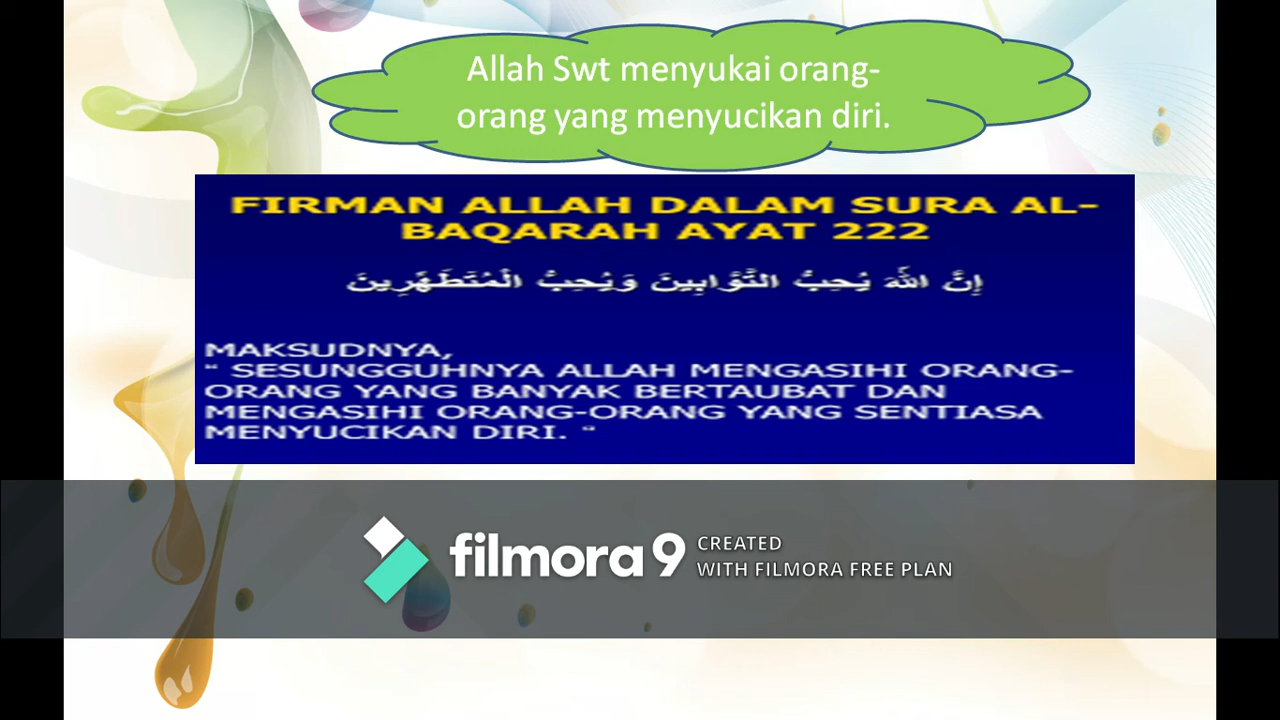 Allah Swt menyukai orang-
orang yang menyucikan diri.
FIRMAN ALLAH DALAM SURA AL-
BAQARAH AYAT 222
إِنَّ اللَّهَ يُحِبُّ التَّوَّابِينَ وَيُحِبُّ الْمُتَطَهِّرِينَ
MAKSUDNYA,
“ SESUNGGUHNYA ALLAH MENGASIHI ORANG-
ORANG YANG BANYAK BERTAUBAT DAN
MENGASIHI ORANG-ORANG YANG SENTIASA
MENYUCIKAN DIRI. “
filmora 9 CREATED
WITH FILMORA FREE PLAN